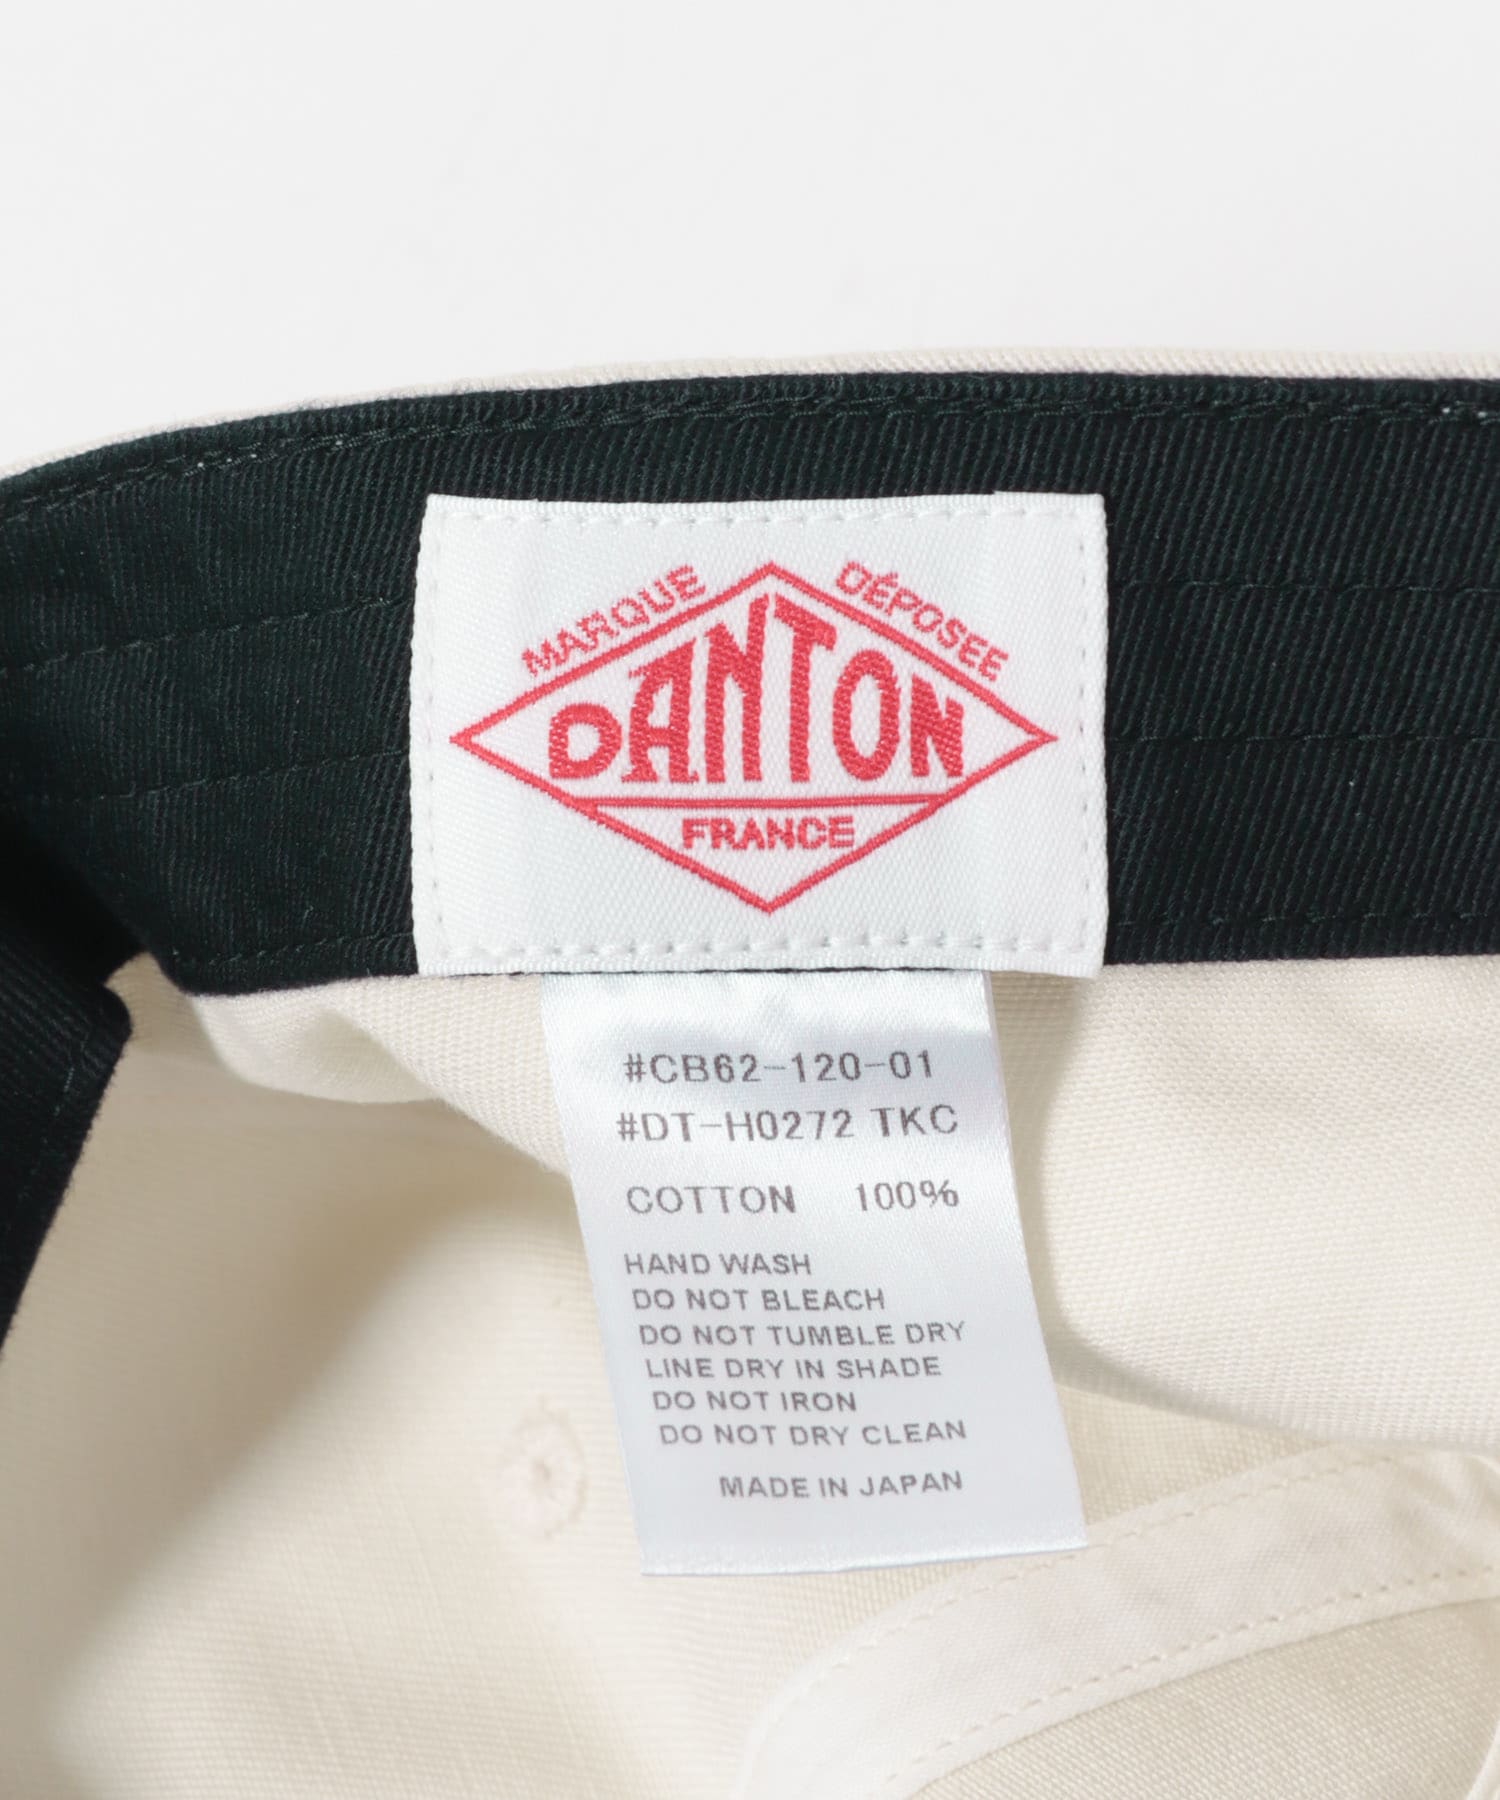 MARQUE DÉPOSEE
DANTON
FRANCE
#CB62-120-01
#DT-H0272 TKC
COTTON 100%
HAND WASH
DO NOT BLEACH
DO NOT TUMBLE DRY
LINE DRY IN SHADE
DO NOT IRON
DO NOT DRY CLEAN
MADE IN JAPAN